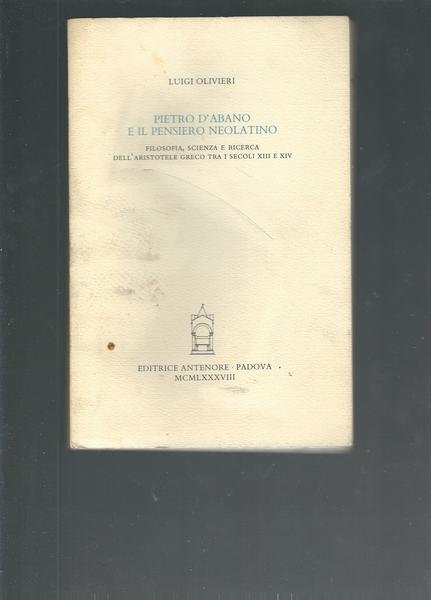 LUIGI OLIVIERI
PIETRO D'ABANO
E IL PENSIERO NEOLATINO
FILOSOFIA, SCIENZA E RICERCA
DELL'ARISTOTELE GRECO TRA I SECOLI XIII E XIV
EDITRICE ANTENORE · PADOVA
MCMLXXXVIII